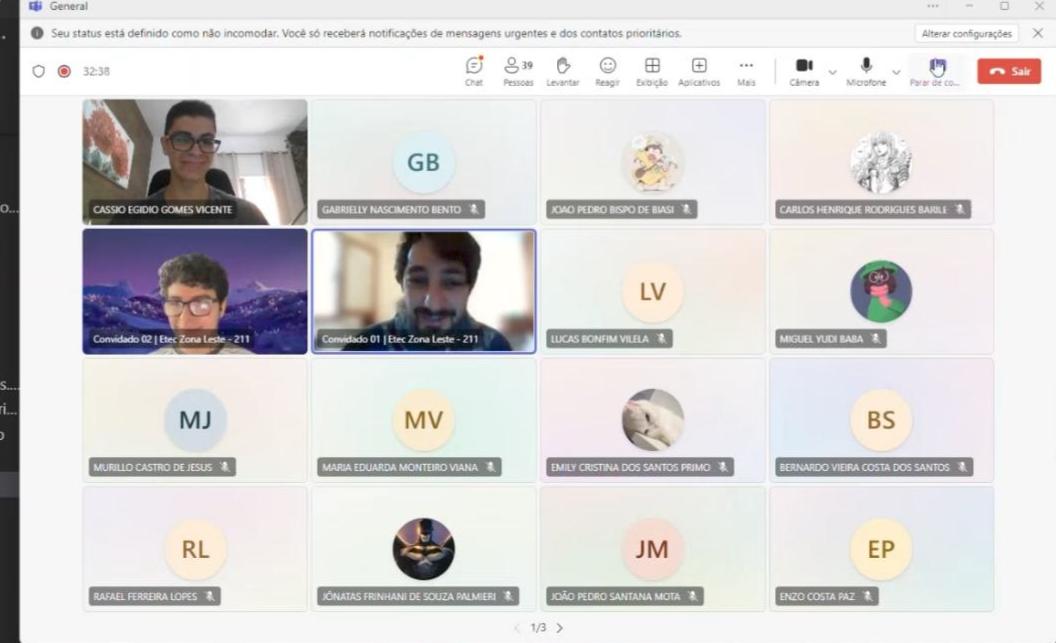 General
Seu status está definido como não incomodar. Você só receberá notificações de mensagens urgentes e dos contatos prioritários.
Alterar configurações
32:38
Chat
39
Pessoas
Levantar
Reagir
Exibição
Aplicativos
Mais
Câmera
Microfone
Parar de co...
Sair
CASSIO EGIDIO GOMES VICENTE
GB
GABRIELLY NASCIMENTO BENTO
JOAO PEDRO BISPO DE BIASI
CARLOS HENRIQUE RODRIGUES BARILE
Convidado 02 | Etec Zona Leste - 211
Convidado 01 | Etec Zona Leste - 211
LV
LUCAS BONFIM VILELA
MIGUEL YUDI BABA
MJ
MURILLO CASTRO DE JESUS
MV
MARIA EDUARDA MONTEIRO VIANA
EMILY CRISTINA DOS SANTOS PRIMO
BS
BERNARDO VIEIRA COSTA DOS SANTOS
RL
RAFAEL FERREIRA LOPES
JÔNATAS FRINHANI DE SOUZA PALMIERI
JM
JOÃO PEDRO SANTANA MOTA
EP
ENZO COSTA PAZ
1/3